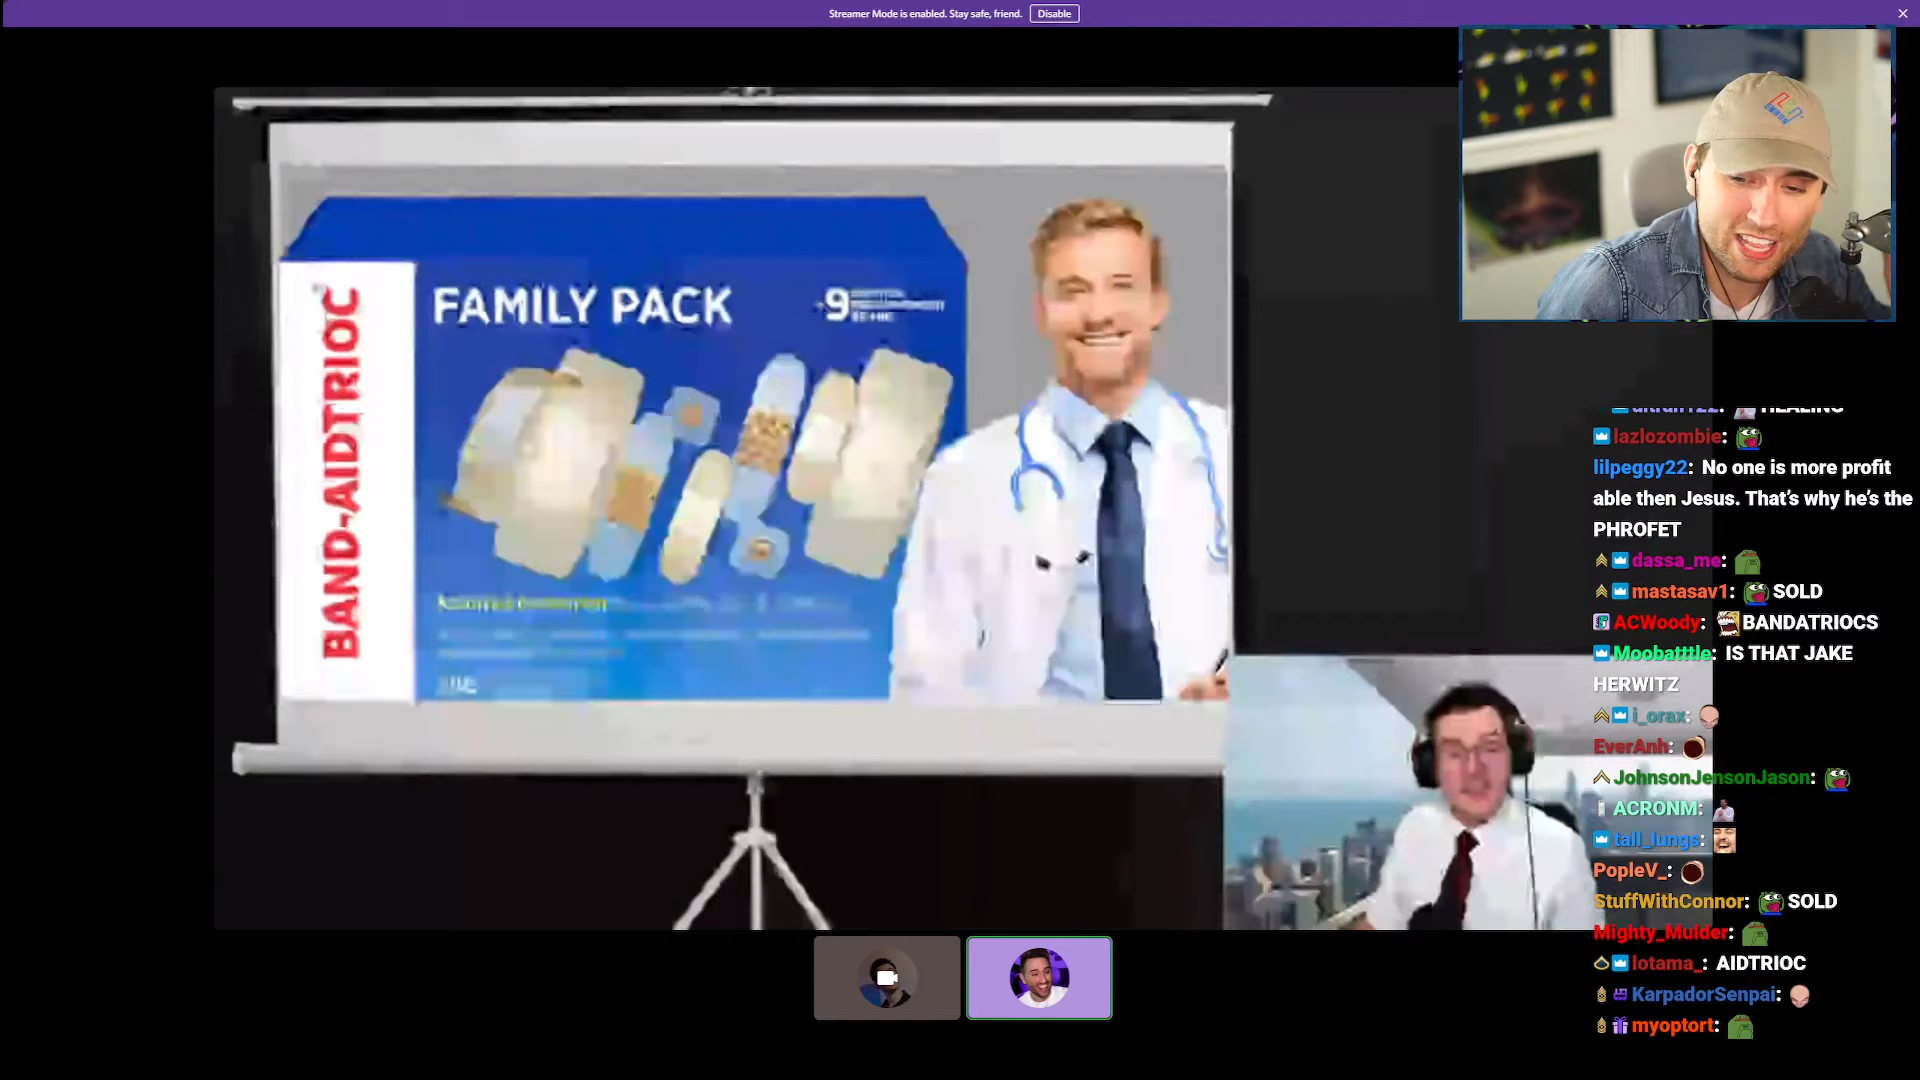 Streamer Mode is enabled. Stay safe, friend.
Disable
BAND-AIDTRIOC
FAMILY PACK
9
HEALING
lazlozombie:
lilpeggy22: No one is more profit
able then Jesus. That's why he's the
PHROFET
dassa_me:
mastasav1: SOLD
ACWoody: BANDATRIOCS
Moobatttle: IS THAT JAKE
HERWITZ
i_orax:
EverAnh:
JohnsonJensonJason:
ACRONM:
tall_lungs:
PopleV_:
StuffWithConnor: SOLD
Mighty_Mulder:
lotama_: AIDTRIOC
KarpadorSenpai:
myoptort: